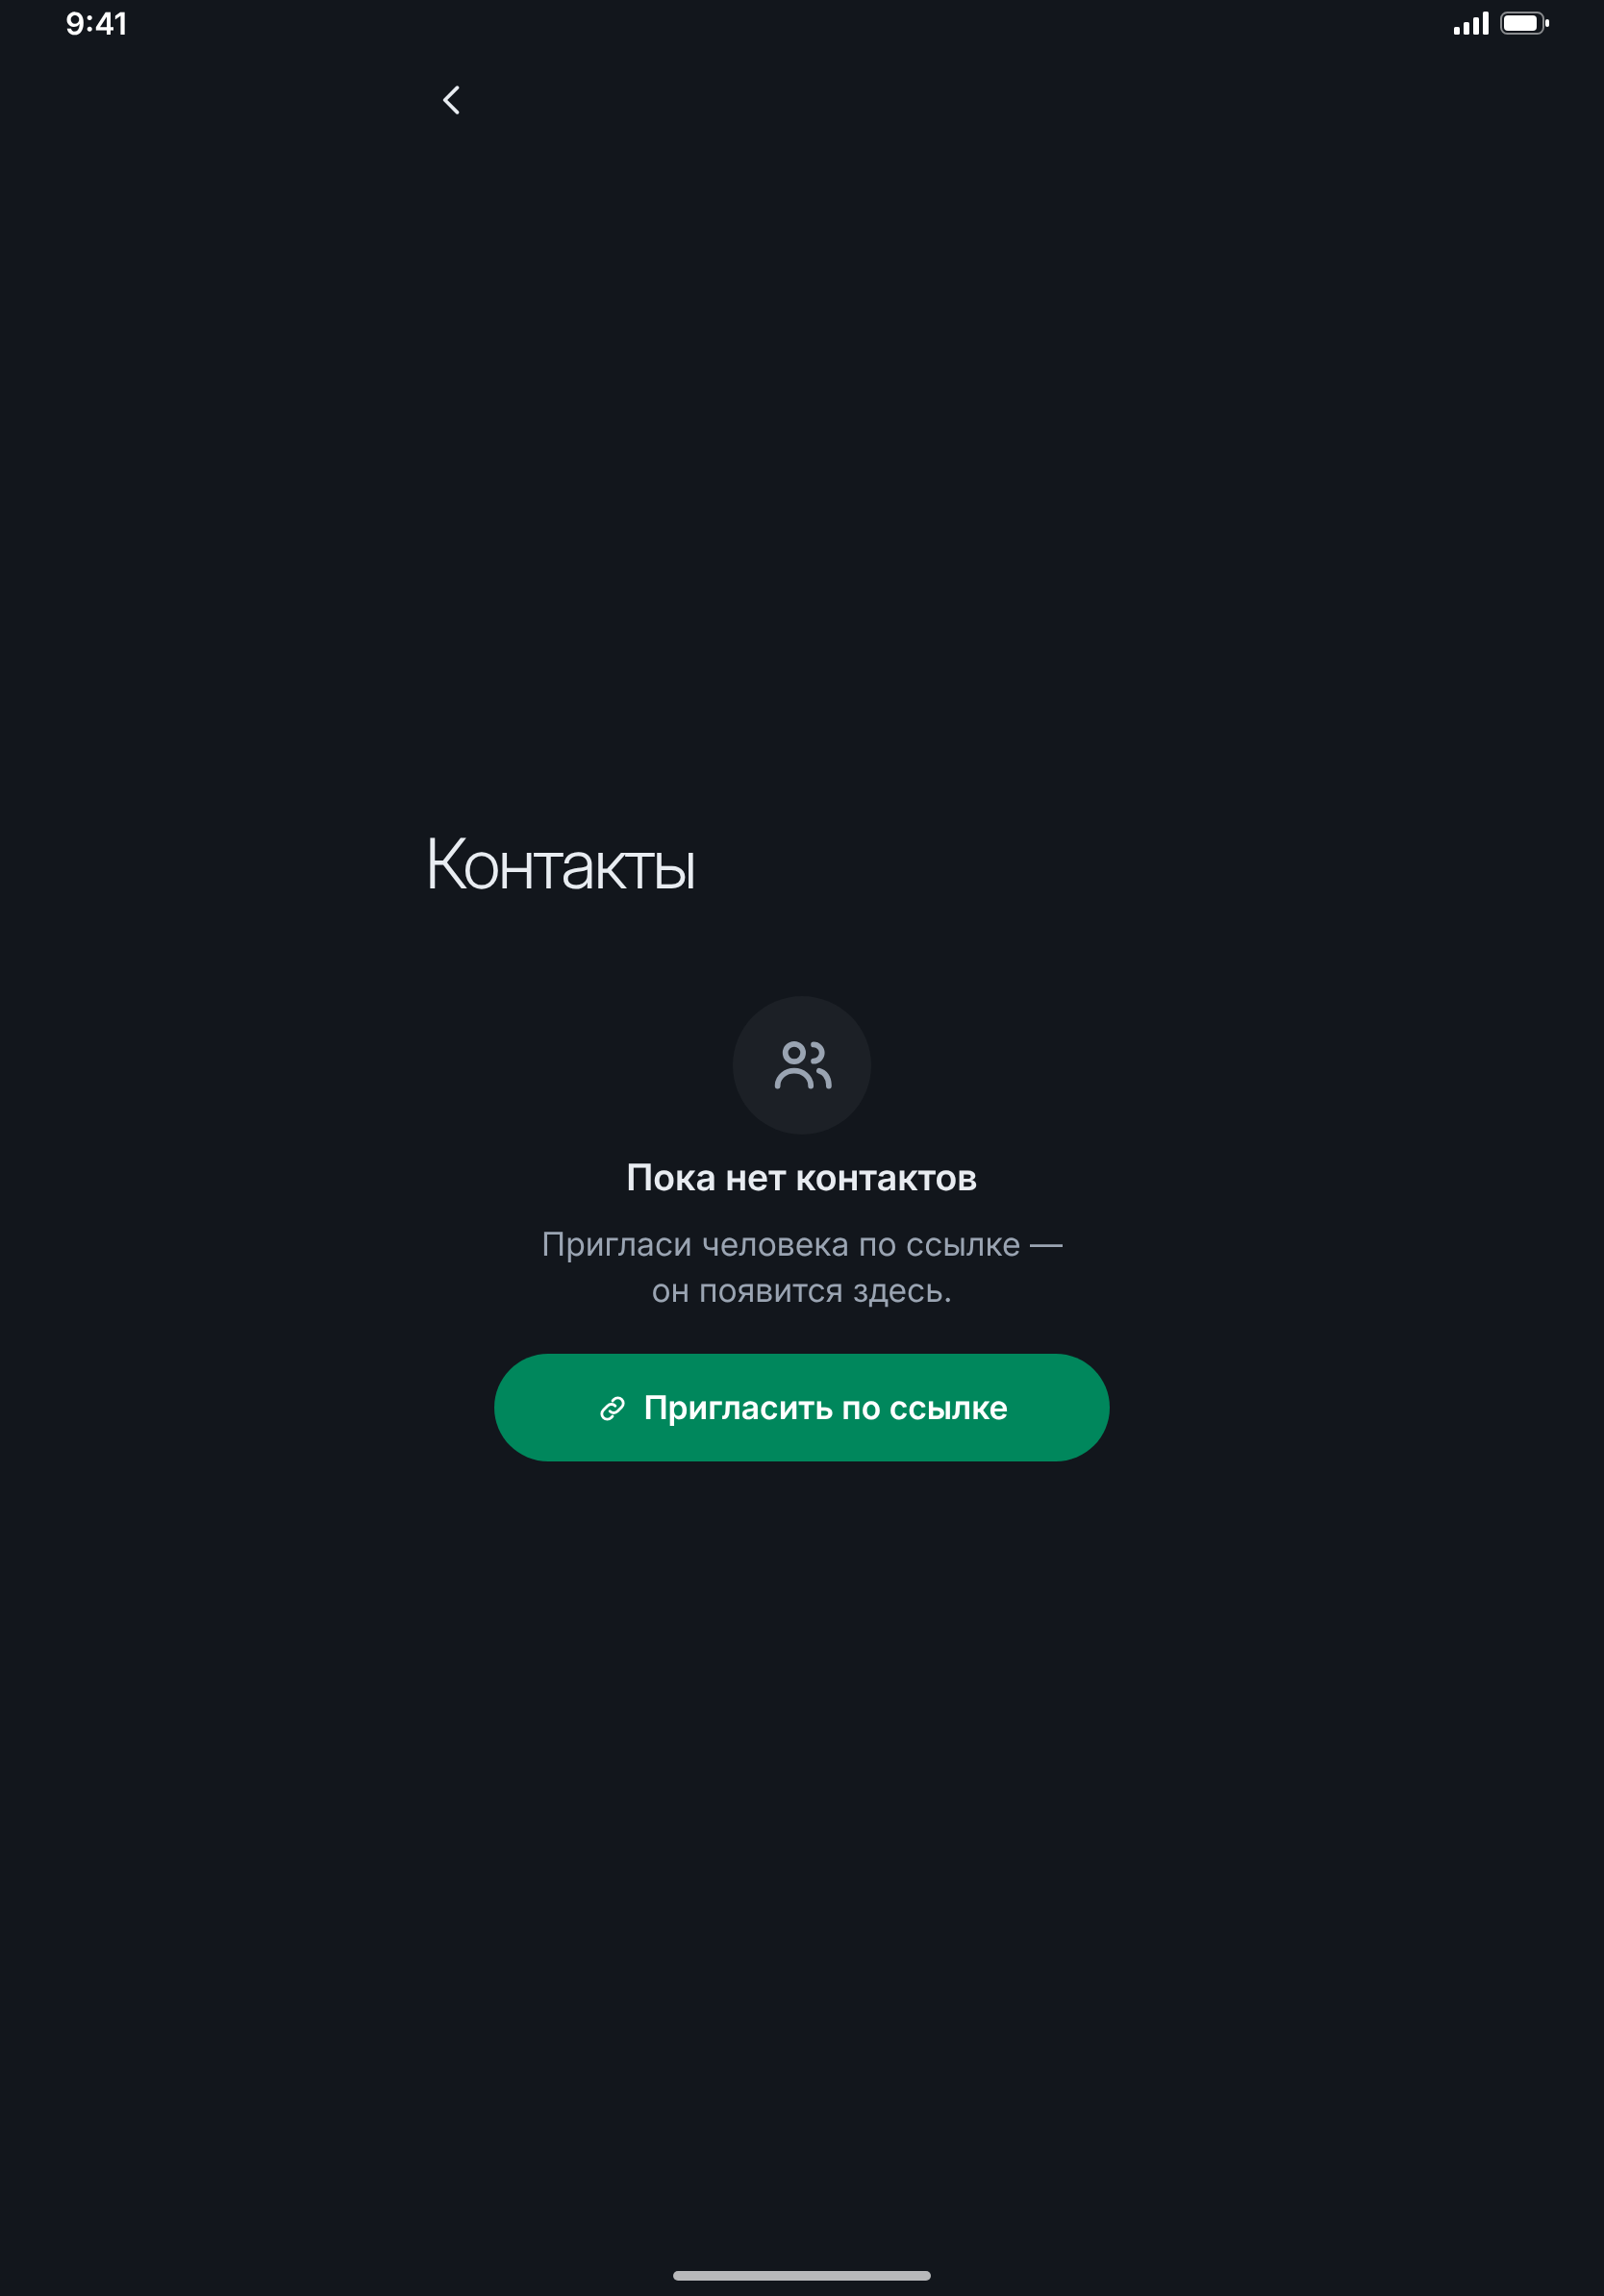 9:41
Контакты
Пока нет контактов
Пригласи человека по ссылке —
он появится здесь.
Пригласить по ссылке